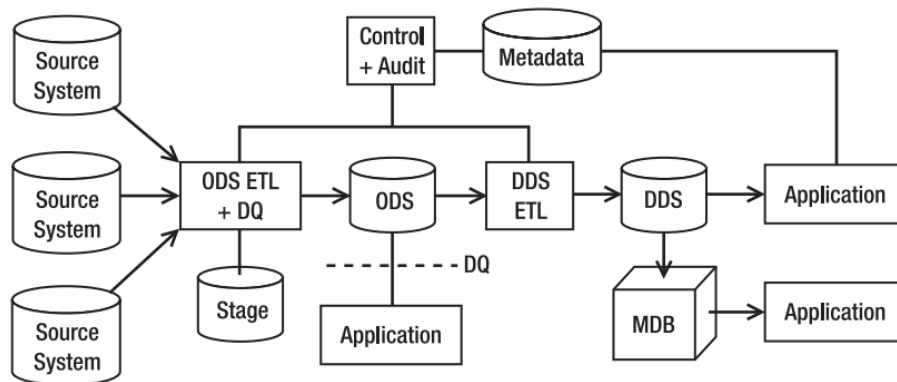 Source
System
Control
+ Audit
Metadata
Source
System
ODS ETL
+ DQ
ODS
DDS
ETL
DDS
Application
DQ
Source
System
Stage
Application
MDB
Application